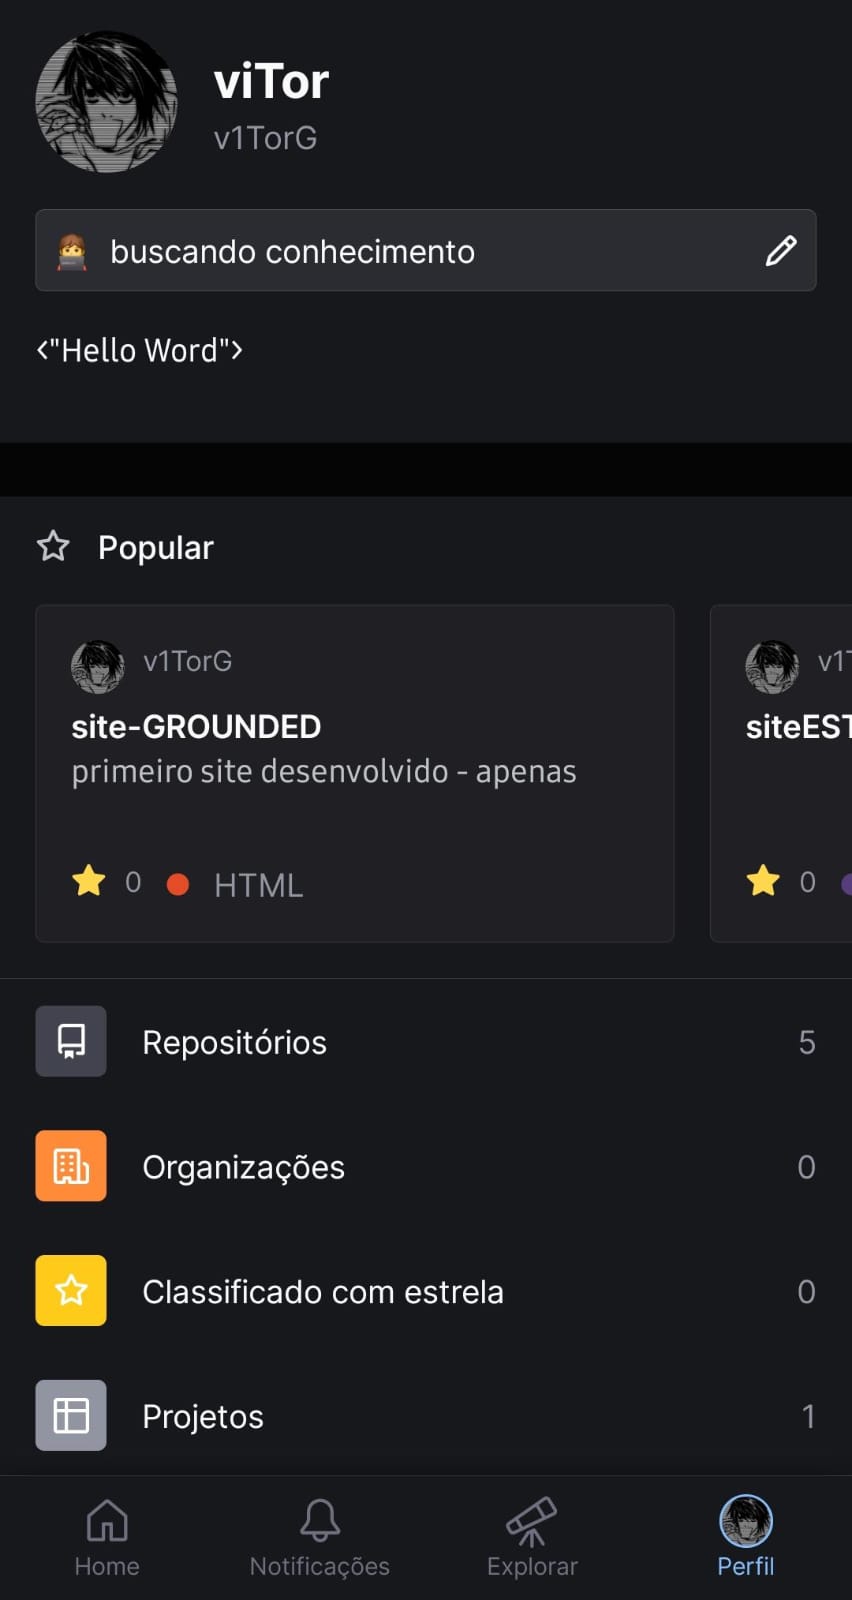 viTor
v1TorG
buscando conhecimento
<"Hello Word">
Popular
v1TorG
site-GROUNDED
primeiro site desenvolvido - apenas
0 HTML
v1T
siteEST
0
Repositórios 5
Organizações 0
Classificado com estrela 0
Projetos 1
Home Notificações Explorar Perfil